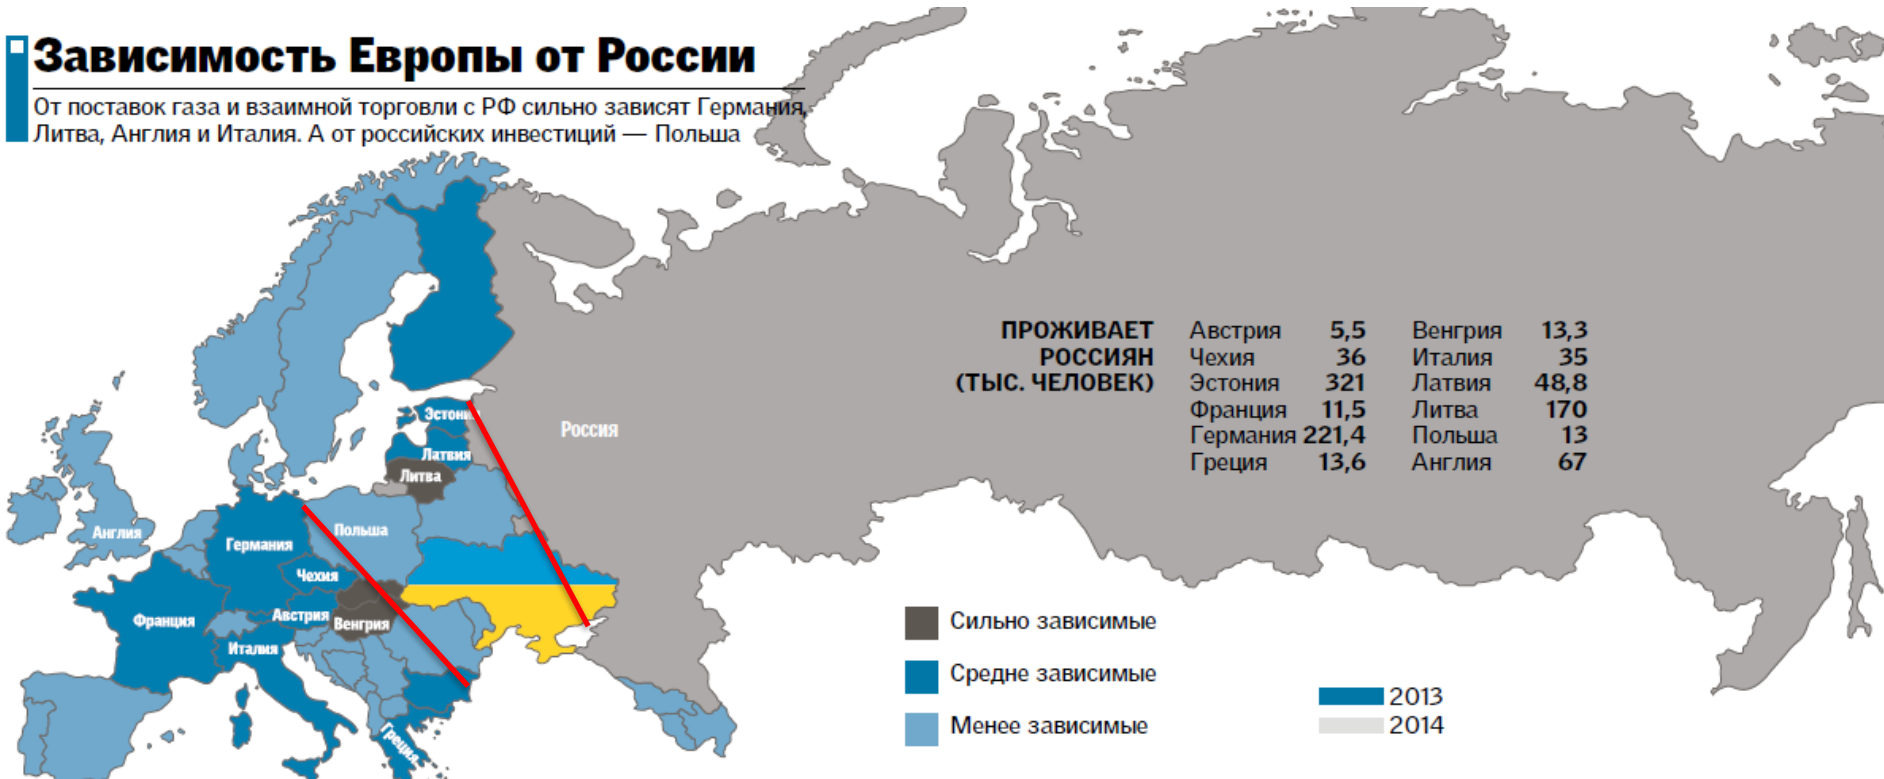 Зависимость Европы от России
От поставок газа и взаимной торговли с РФ сильно зависят Германия,
Литва, Англия и Италия. А от российских инвестиций — Польша
ПРОЖИВАЕТ
РОССИЯН
(ТЫС. ЧЕЛОВЕК)
Австрия 5,5 Венгрия 13,3
Чехия 36 Италия 35
Эстония 321 Латвия 48,8
Франция 11,5 Литва 170
Германия 221,4 Польша 13
Греция 13,6 Англия 67
Россия
Эстония
Латвия
Литва
Польша
Англия
Германия
Чехия
Австрия
Франция
Венгрия
Италия
Греция
Сильно зависимые
Средне зависимые
Менее зависимые
2013
2014